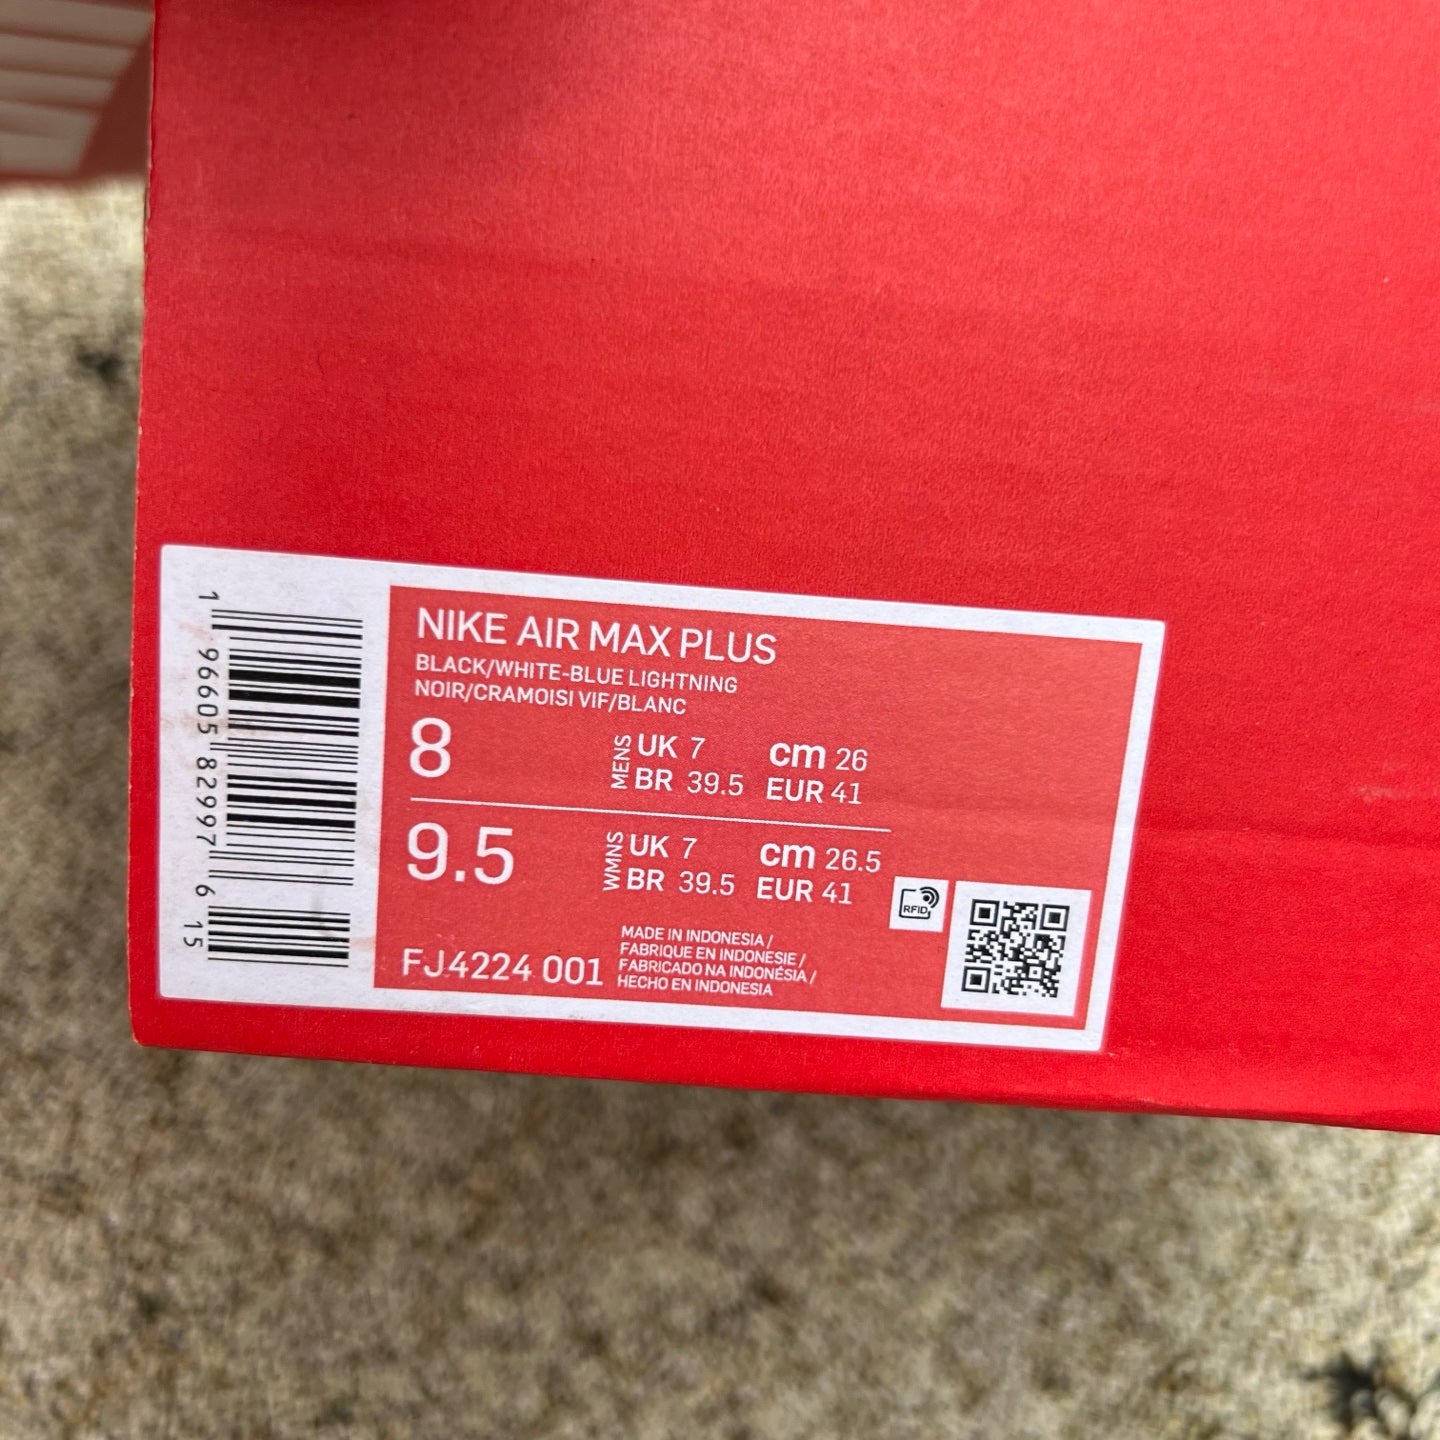 1 96605 82997 6 15
NIKE AIR MAX PLUS
BLACK/WHITE-BLUE LIGHTNING
NOIR/CRAMOISI VIF/BLANC
8 MENS UK 7 cm 26
BR 39.5 EUR 41
9.5 WMNS UK 7 cm 26.5
BR 39.5 EUR 41
RFID
FJ4224 001
MADE IN INDONESIA /
FABRIQUE EN INDONESIE /
FABRICADO NA INDONÉSIA /
HECHO EN INDONESIA